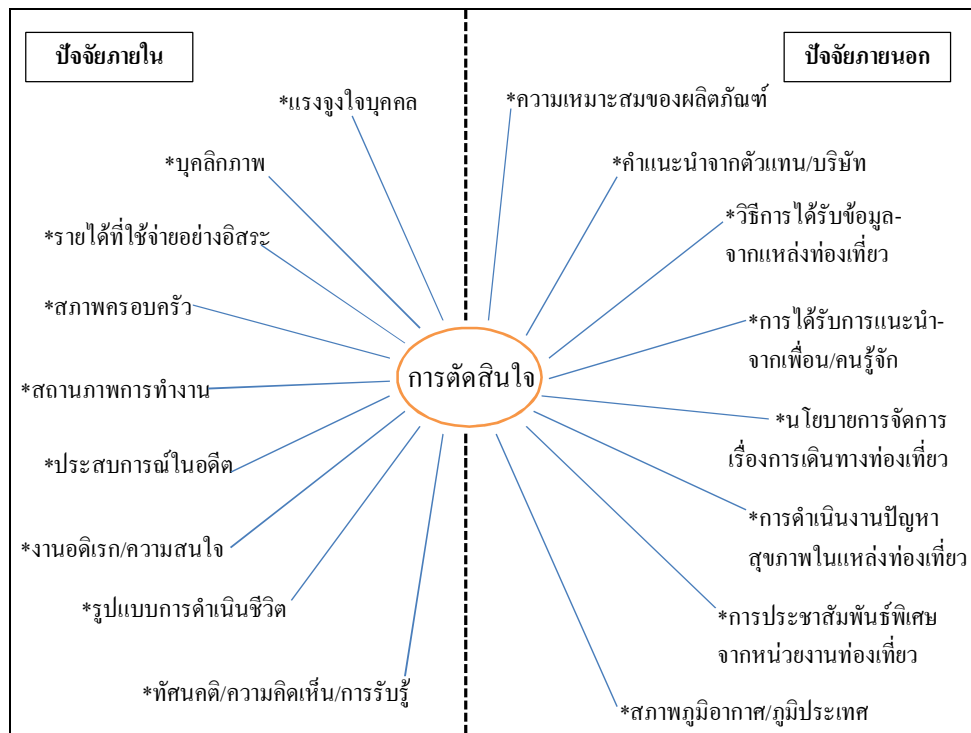 ปัจจัยภายใน
*แรงจูงใจบุคคล
*บุคลิกภาพ
*รายได้ที่ใช้จ่ายอย่างอิสระ
*สภาพครอบครัว
*สถานภาพการทำงาน
*ประสบการณ์ในอดีต
*งานอดิเรก/ความสนใจ
*รูปแบบการดำเนินชีวิต
*ทัศนคติ/ความคิดเห็น/การรับรู้
การตัดสินใจ
ปัจจัยภายนอก
*ความเหมาะสมของผลิตภัณฑ์
*คำแนะนำจากตัวแทน/บริษัท
*วิธีการได้รับข้อมูล-
จากแหล่งท่องเที่ยว
*การได้รับการแนะนำ-
จากเพื่อน/คนรู้จัก
*นโยบายการจัดการ
เรื่องการเดินทางท่องเที่ยว
*การดำเนินงานปัญหา
สุขภาพในแหล่งท่องเที่ยว
*การประชาสัมพันธ์พิเศษ
จากหน่วยงานท่องเที่ยว
*สภาพภูมิอากาศ/ภูมิประเทศ